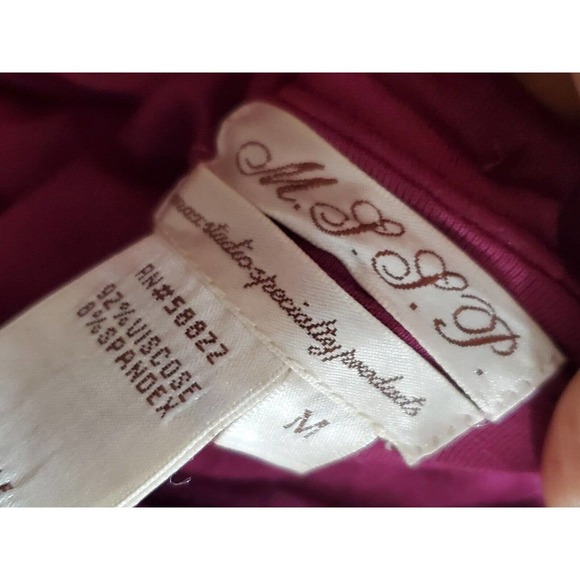 M.S.S.P.
max studio specialty products
M
RN#58822
92%VISCOSE
8%SPANDEX